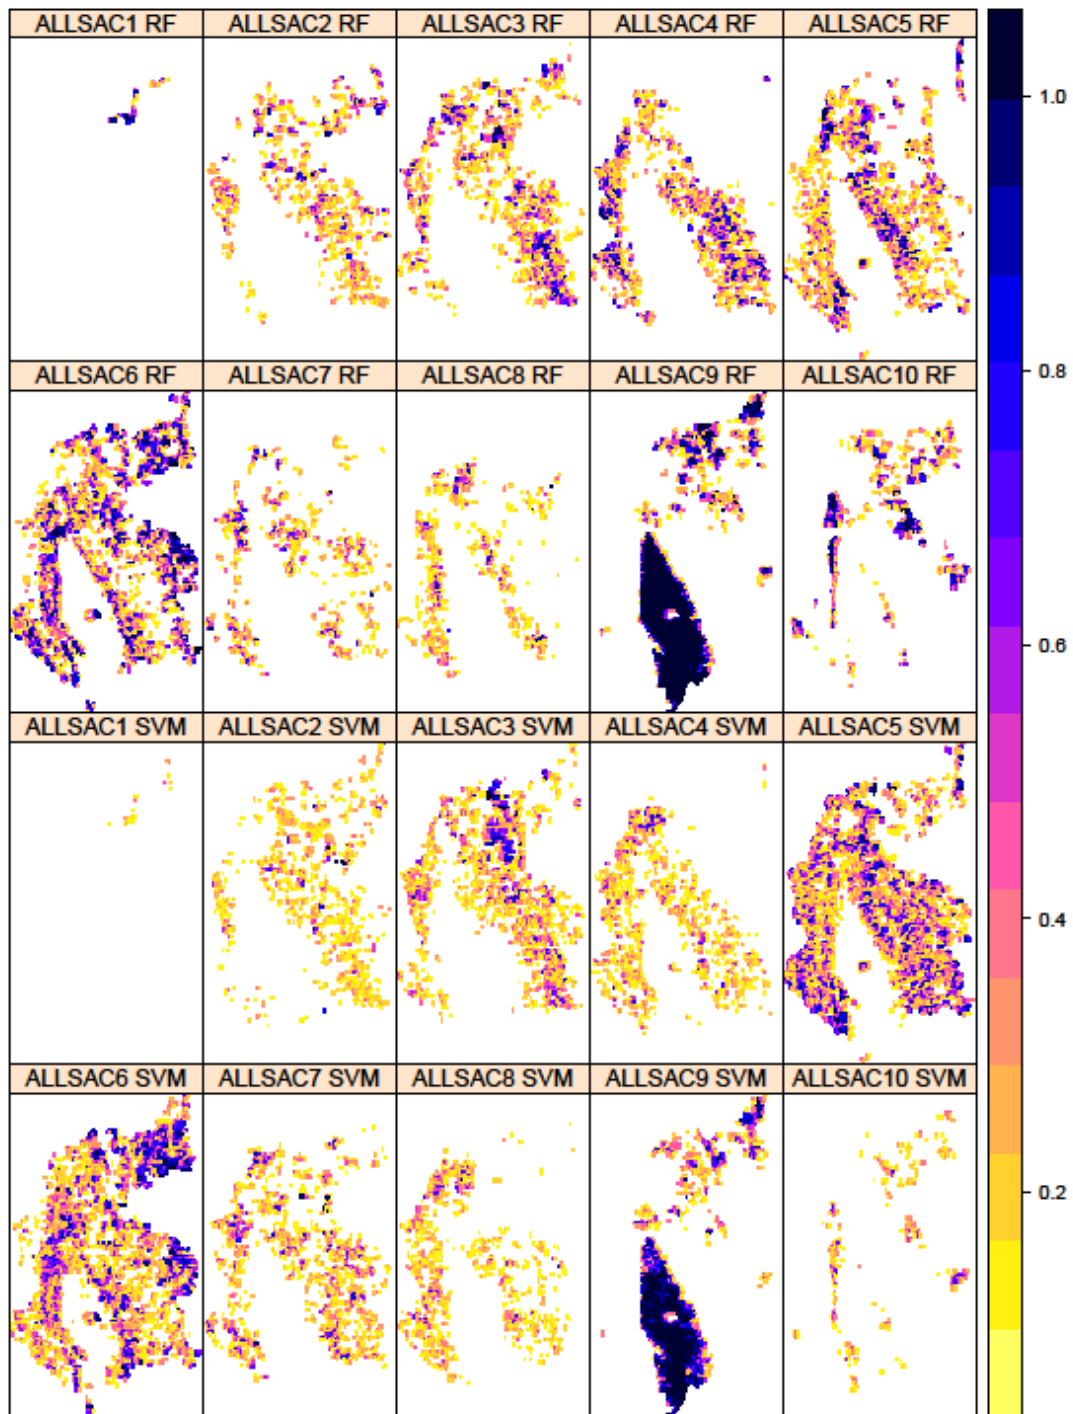 ALLSAC1 RF ALLSAC2 RF ALLSAC3 RF ALLSAC4 RF ALLSAC5 RF
1.0
0.8
ALLSAC6 RF ALLSAC7 RF ALLSAC8 RF ALLSAC9 RF ALLSAC10 RF
0.6
ALLSAC1 SVM ALLSAC2 SVM ALLSAC3 SVM ALLSAC4 SVM ALLSAC5 SVM
0.4
ALLSAC6 SVM ALLSAC7 SVM ALLSAC8 SVM ALLSAC9 SVM ALLSAC10 SVM
0.2